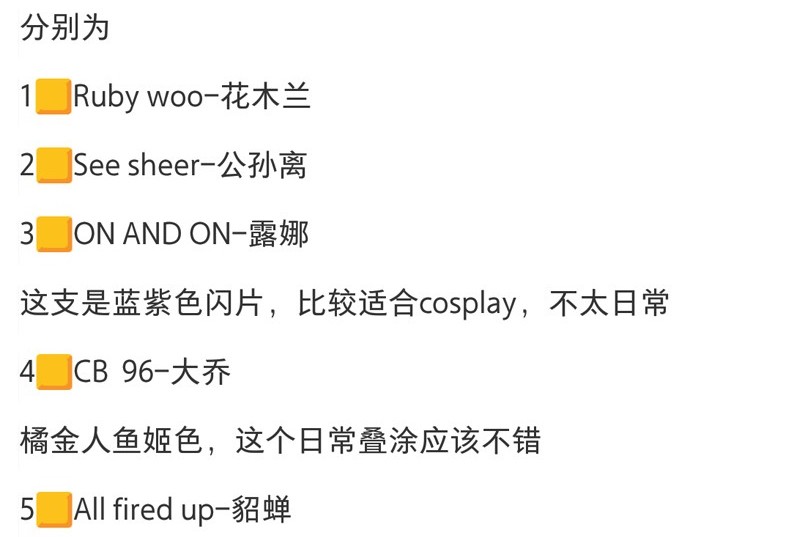 分别为
1🟨Ruby woo-花木兰
2🟨See sheer-公孙离
3🟨ON AND ON-露娜
这支是蓝紫色闪片，比较适合cosplay，不太日常
4🟨CB 96-大乔
橘金人鱼姬色，这个日常叠涂应该不错
5🟨All fired up-貂蝉